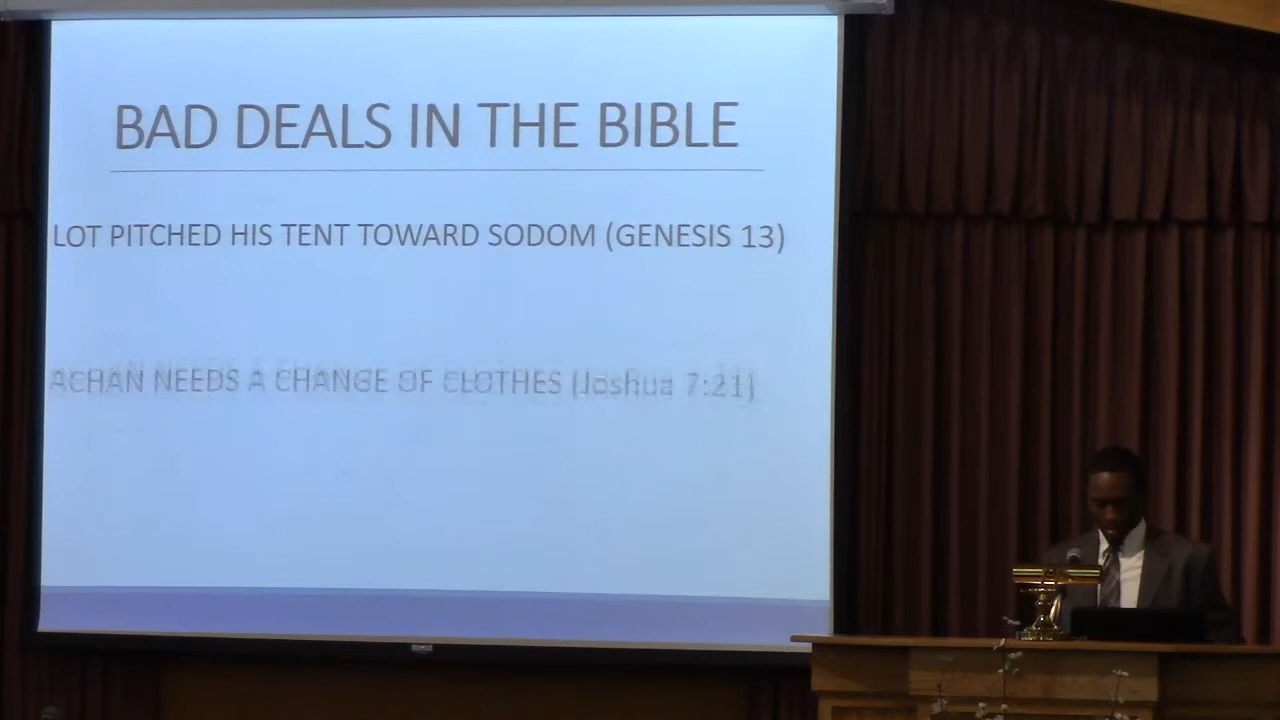 BAD DEALS IN THE BIBLE
LOT PITCHED HIS TENT TOWARD SODOM (GENESIS 13)
ACHAN NEEDS A CHANGE OF CLOTHES (Joshua 7:21)